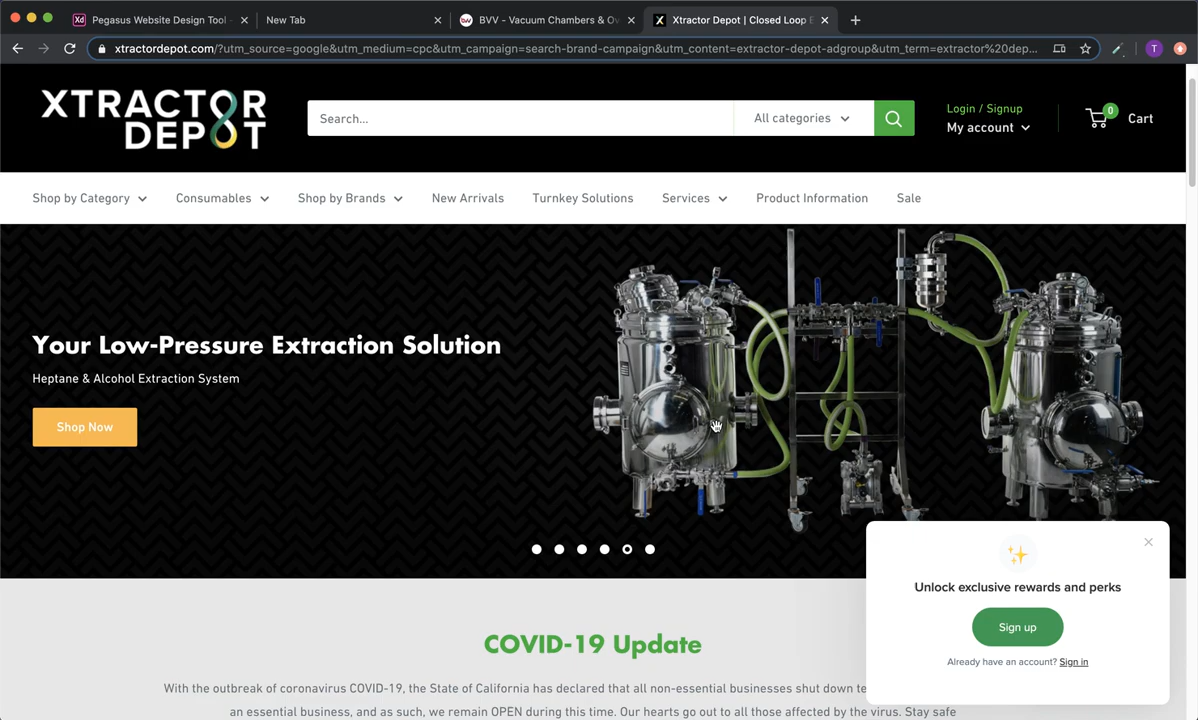 Pegasus Website Design Tool -
New Tab
BVV - Vacuum Chambers & Ov
Xtractor Depot | Closed Loop E
xtractordepot.com/?utm_source=google&utm_medium=cpc&utm_campaign=search-brand-campaign&utm_content=extractor-depot-adgroup&utm_term=extractor%20dep...
T
XTRACTOR
DEPOT
Search...
All categories
Login / Signup
My account
0
Cart
Shop by Category
Consumables
Shop by Brands
New Arrivals
Turnkey Solutions
Services
Product Information
Sale
Your Low-Pressure Extraction Solution
Heptane & Alcohol Extraction System
Shop Now
Unlock exclusive rewards and perks
Sign up
Already have an account? Sign in
COVID-19 Update
With the outbreak of coronavirus COVID-19, the State of California has declared that all non-essential businesses shut down te
an essential business, and as such, we remain OPEN during this time. Our hearts go out to all those affected by the virus. Stay safe